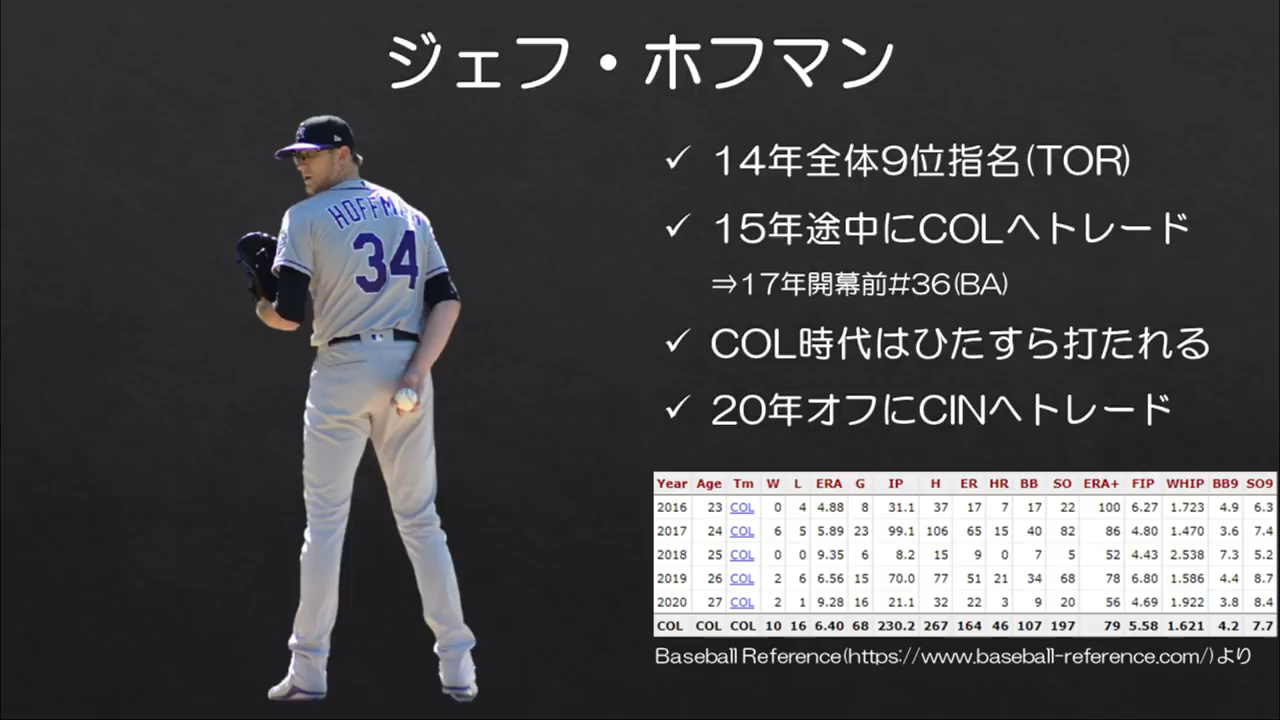 ジェフ・ホフマン
HOFFMAN
34
✓ 14年全体9位指名(TOR)
✓ 15年途中にCOLへトレード
⇒17年開幕前#36(BA)
✓ COL時代はひたすら打たれる
✓ 20年オフにCINへトレード
Year Age Tm W L ERA G IP H ER HR BB SO ERA+ FIP WHIP BB9 SO9
2016 23 COL 0 4 4.88 8 31.1 37 17 7 17 22 100 6.27 1.723 4.9 6.3
2017 24 COL 6 5 5.89 23 99.1 106 65 15 40 82 86 4.80 1.470 3.6 7.4
2018 25 COL 0 0 9.35 6 8.2 15 9 0 7 5 52 4.43 2.538 7.3 5.2
2019 26 COL 2 6 6.56 15 70.0 77 51 21 34 68 78 6.80 1.586 4.4 8.7
2020 27 COL 2 1 9.28 16 21.1 32 22 3 9 20 56 4.69 1.922 3.8 8.4
COL COL COL 10 16 6.40 68 230.2 267 164 46 107 197 79 5.58 1.621 4.2 7.7
Baseball Reference(https://www.baseball-reference.com/)より